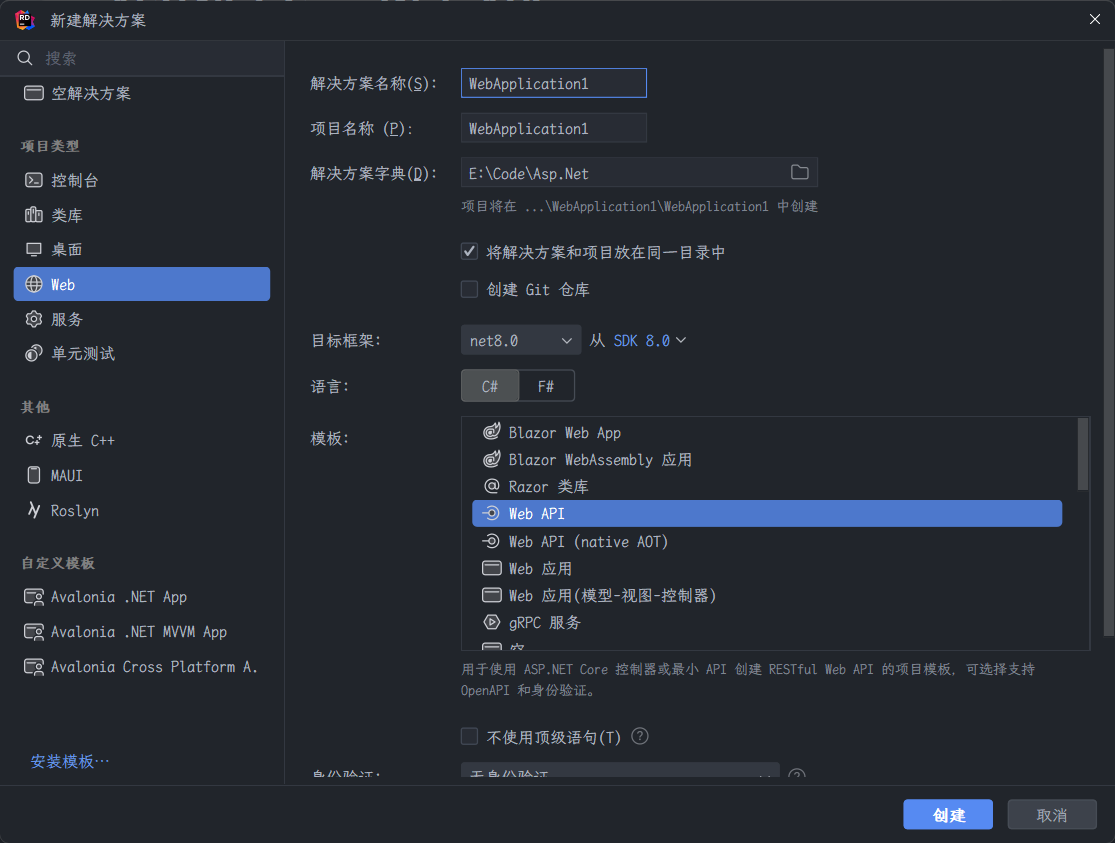 新建解决方案
搜索
空解决方案
项目类型
控制台
类库
桌面
Web
服务
单元测试
其他
C++ 原生 C++
MAUI
Roslyn
自定义模板
Avalonia .NET App
Avalonia .NET MVVM App
Avalonia Cross Platform A.
安装模板…
解决方案名称(S): WebApplication1
项目名称 (P): WebApplication1
解决方案字典(D): E:\Code\Asp.Net
项目将在 ...\WebApplication1\WebApplication1 中创建
将解决方案和项目放在同一目录中
创建 Git 仓库
目标框架: net8.0 从 SDK 8.0
语言: C# F#
模板:
Blazor Web App
Blazor WebAssembly 应用
Razor 类库
Web API
Web API (native AOT)
Web 应用
Web 应用(模型-视图-控制器)
gRPC 服务
空
用于使用 ASP.NET Core 控制器或最小 API 创建 RESTful Web API 的项目模板, 可选择支持
OpenAPI 和身份验证。
不使用顶级语句(T) ?
身份验证: 无身份验证
创建 取消